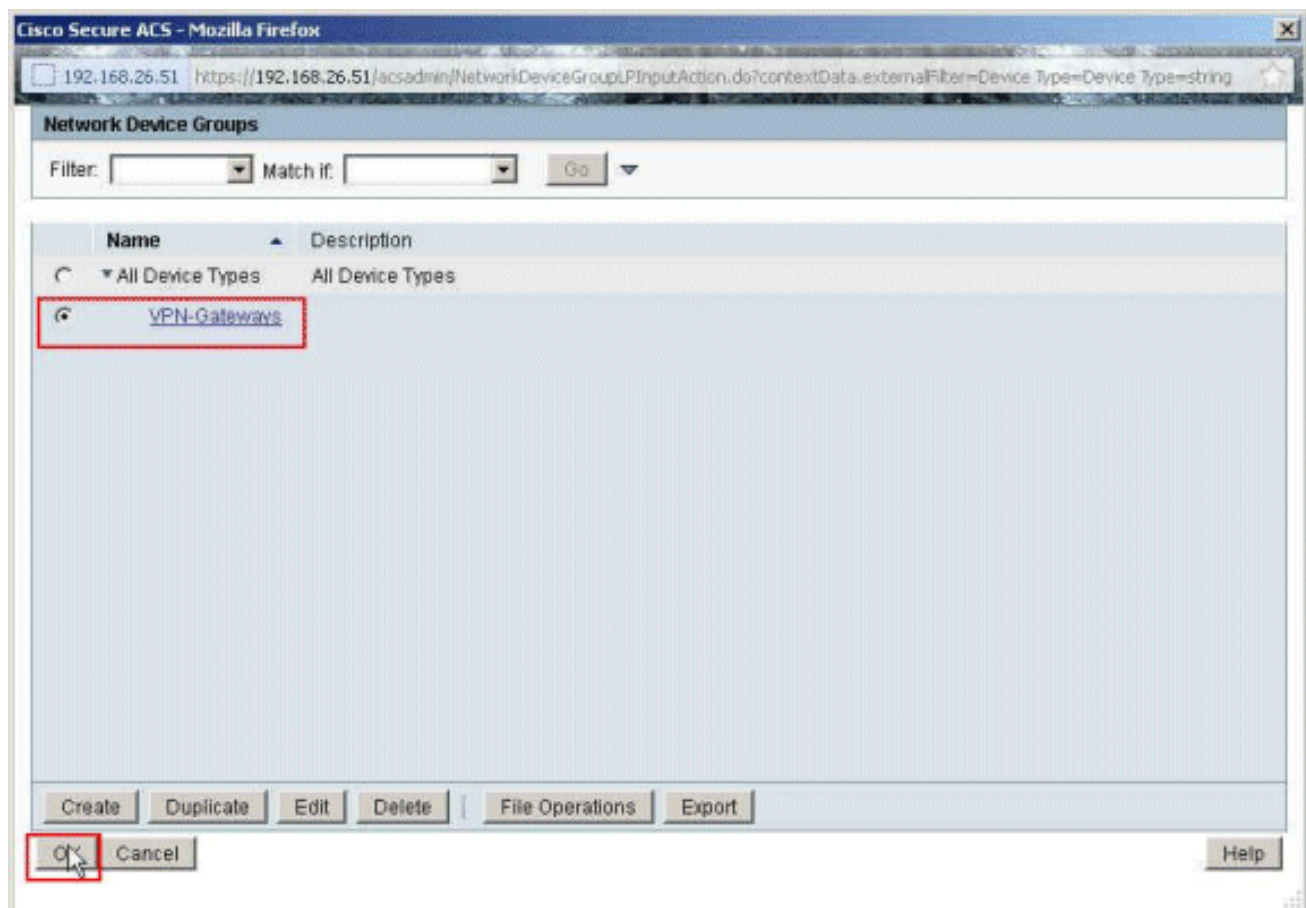 Cisco Secure ACS - Mozilla Firefox
192.168.26.51 https://192.168.26.51/acsadmin/NetworkDeviceGroupLPInputAction.do?contextData.externalFilter=Device Type=Device Type=string
Network Device Groups
Filter: Match if: Go
Name Description
All Device Types All Device Types
VPN-Gateways
Create Duplicate Edit Delete | File Operations Export
OK Cancel Help